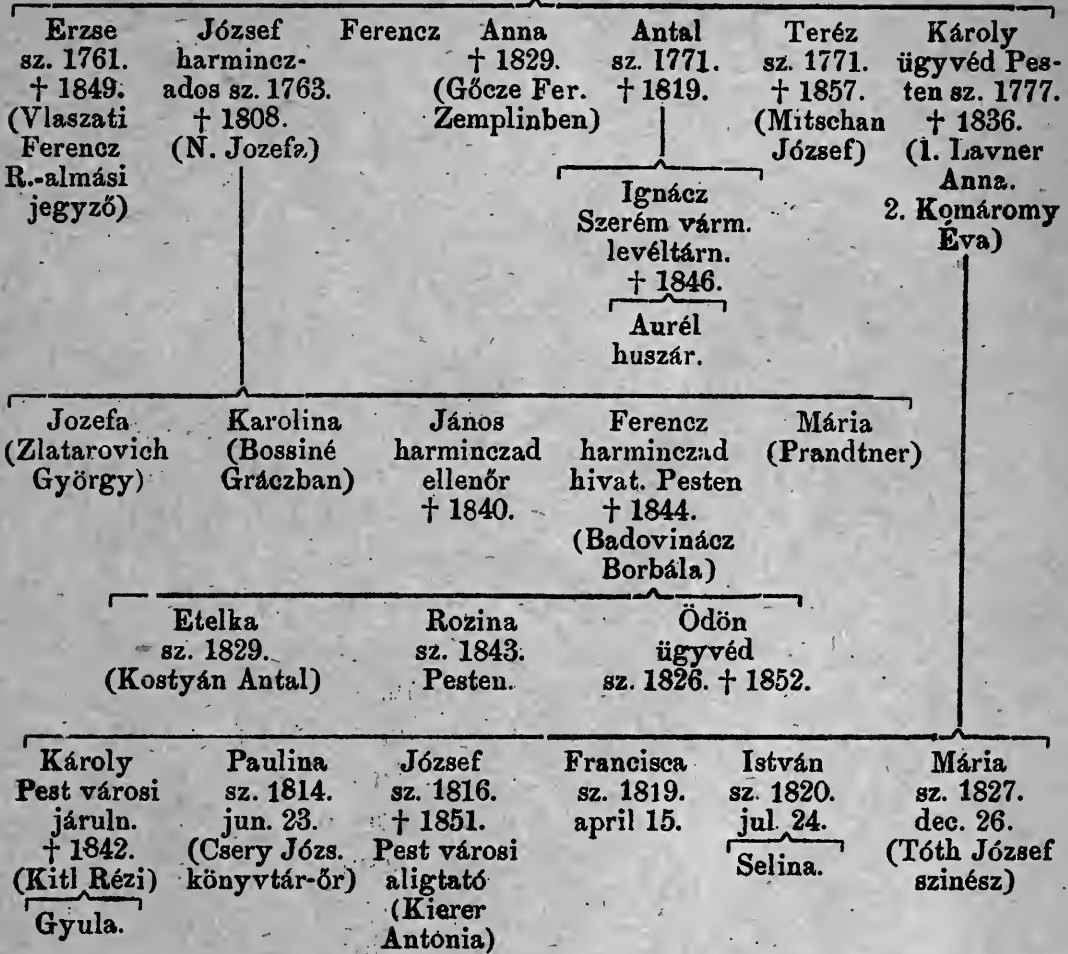 Erzse
sz. 1761.
† 1849.
(Vlaszati
Ferencz
R.-almási
jegyző)
József
harmincz-
ados sz. 1763.
† 1808.
(N. Jozefa)
Ferencz
Anna
† 1829.
(Gőcze Fer.
Zemplinben)
Antal
sz. 1771.
† 1819.
Teréz
sz. 1771.
† 1857.
(Mitschan
József)
Károly
ügyvéd Pes-
ten sz. 1777.
† 1836.
(1. Lavner
Anna.
2. Komáromy
Éva)
Ignácz
Szerém várm.
levéltárn.
† 1846.
Aurél
huszár.
Jozefa
(Zlatarovich
György)
Karolina
(Bossiné
Gráczban)
János
harminczad
ellenőr
† 1840.
Ferencz
harminczad
hivat. Pesten
† 1844.
(Badovinácz
Borbála)
Mária
(Prandtner)
Etelka
sz. 1829.
(Kostyán Antal)
Rozina
sz. 1843.
Pesten.
Ödön
ügyvéd
sz. 1826. † 1852.
Károly
Pest városi
járuln.
† 1842.
(Kitl Rézi)
Gyula.
Paulina
sz. 1814.
jun. 23.
(Csery Józs.
könyvtár-őr)
József
sz. 1816.
† 1851.
Pest városi
aligtató
(Kierer
Antónia)
Francisca
sz. 1819.
april 15.
István
sz. 1820.
jul. 24.
Selina.
Mária
sz. 1827.
dec. 26.
(Tóth József
szinész)